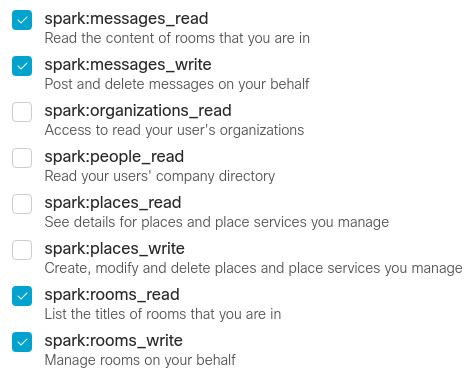 spark:messages_read
Read the content of rooms that you are in
spark:messages_write
Post and delete messages on your behalf
spark:organizations_read
Access to read your user's organizations
spark:people_read
Read your users' company directory
spark:places_read
See details for places and place services you manage
spark:places_write
Create, modify and delete places and place services you manage
spark:rooms_read
List the titles of rooms that you are in
spark:rooms_write
Manage rooms on your behalf